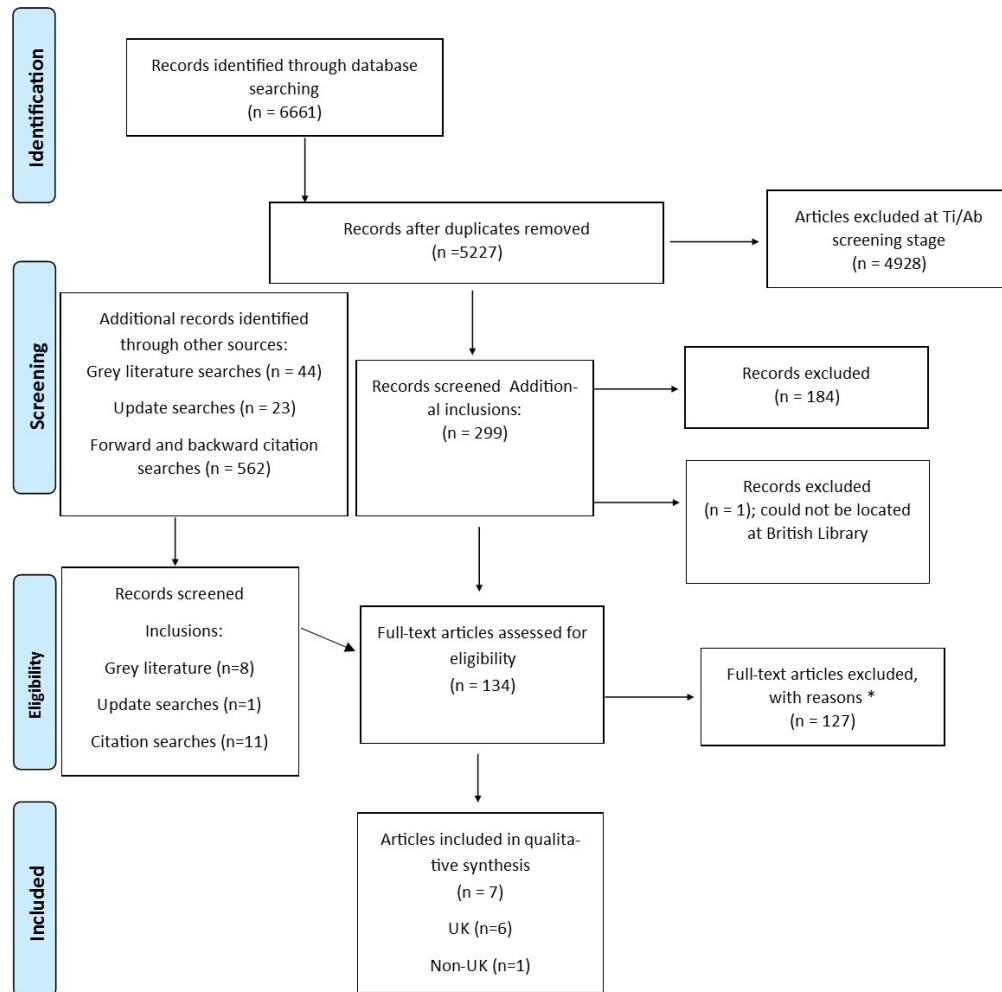 Identification
Records identified through database
searching
(n = 6661)
Records after duplicates removed
(n =5227)
Articles excluded at Ti/Ab
screening stage
(n = 4928)
Screening
Additional records identified
through other sources:
Grey literature searches (n = 44)
Update searches (n = 23)
Forward and backward citation
searches (n = 562)
Records screened Addition-
al inclusions:
(n = 299)
Records excluded
(n = 184)
Records excluded
(n = 1); could not be located
at British Library
Eligibility
Records screened
Inclusions:
Grey literature (n=8)
Update searches (n=1)
Citation searches (n=11)
Full-text articles assessed for
eligibility
(n = 134)
Full-text articles excluded,
with reasons *
(n = 127)
Included
Articles included in qualita-
tive synthesis
(n = 7)
UK (n=6)
Non-UK (n=1)